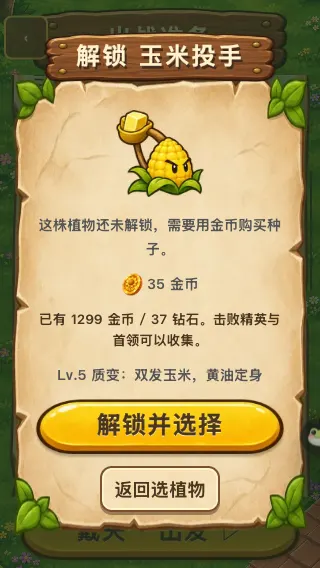 解锁 玉米投手
这株植物还未解锁，需要用金币购买种
子。
35 金币
已有 1299 金币 / 37 钻石。击败精英与
首领可以收集。
Lv.5 质变：双发玉米，黄油定身
解锁并选择
返回选植物